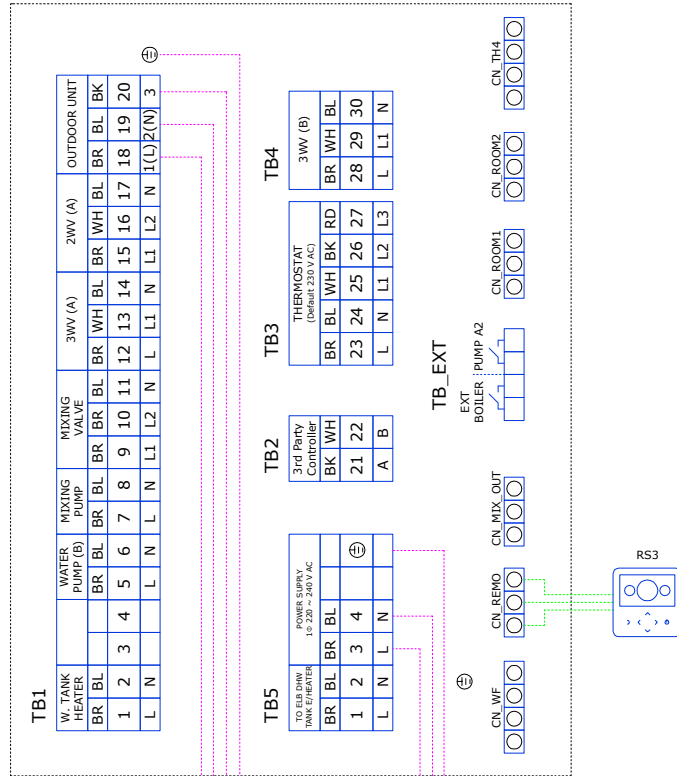 TB1
W. TANK
HEATER
WATER
PUMP (B)
MIXING
PUMP
MIXING
VALVE
3WV (A)
2WV (A)
OUTDOOR UNIT
BR BL BR BL BR BL BR BR BL BR WH BL BR WH BL BR BL BK
1 2 3 4 5 6 7 8 9 10 11 12 13 14 15 16 17 18 19 20
L N L N L N L1 L2 N L L1 N L1 L2 N 1(L) 2(N) 3
TB5
TO ELB DHW
TANK E/HEATER
POWER SUPPLY
1Φ 220 ~ 240 V AC
BR BL BR BL
1 2 3 4
L N L N
TB2
3rd Party
Controller
BK WH
21 22
A B
TB3
THERMOSTAT
(Default 230 V AC)
BR BL WH BK RD
23 24 25 26 27
L N L1 L2 L3
TB4
3WV (B)
BR WH BL
28 29 30
L L1 N
TB_EXT
EXT
BOILER
PUMP A2
CN_WF
CN_REMO
CN_MIX_OUT
CN_ROOM1
CN_ROOM2
CN_TH4
RS3